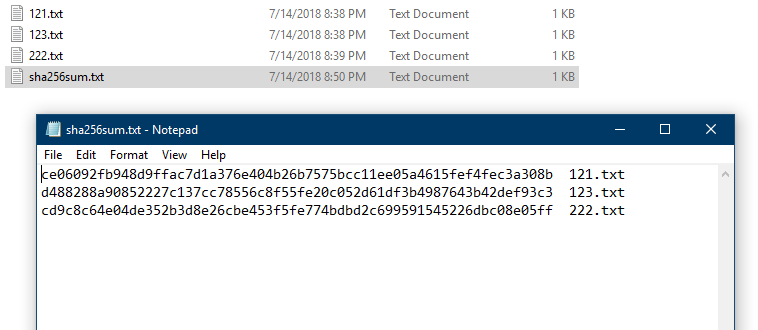 121.txt 7/14/2018 8:38 PM Text Document 1 KB
123.txt 7/14/2018 8:38 PM Text Document 1 KB
222.txt 7/14/2018 8:39 PM Text Document 1 KB
sha256sum.txt 7/14/2018 8:50 PM Text Document 1 KB
sha256sum.txt - Notepad
File Edit Format View Help
ce06092fb948d9ffac7d1a376e404b26b7575bcc11ee05a4615fef4fec3a308b  121.txt
d488288a90852227c137cc78556c8f55fe20c052d61df3b4987643b42def93c3  123.txt
cd9c8c64e04de352b3d8e26cbe453f5fe774bdbd2c699591545226dbc08e05ff  222.txt